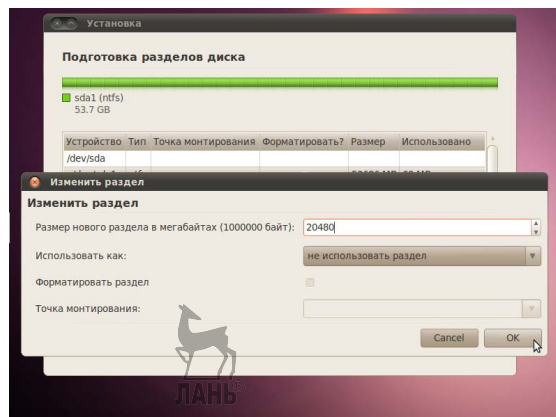 Установка
Подготовка разделов диска
sda1 (ntfs)
53.7 GB
Устройство Тип Точка монтирования Форматировать? Размер Использовано
/dev/sda
Изменить раздел
Изменить раздел
Размер нового раздела в мегабайтах (1000000 байт): 20480
Использовать как: не использовать раздел
Форматировать раздел
Точка монтирования:
Cancel OK
ЛАНЬ®